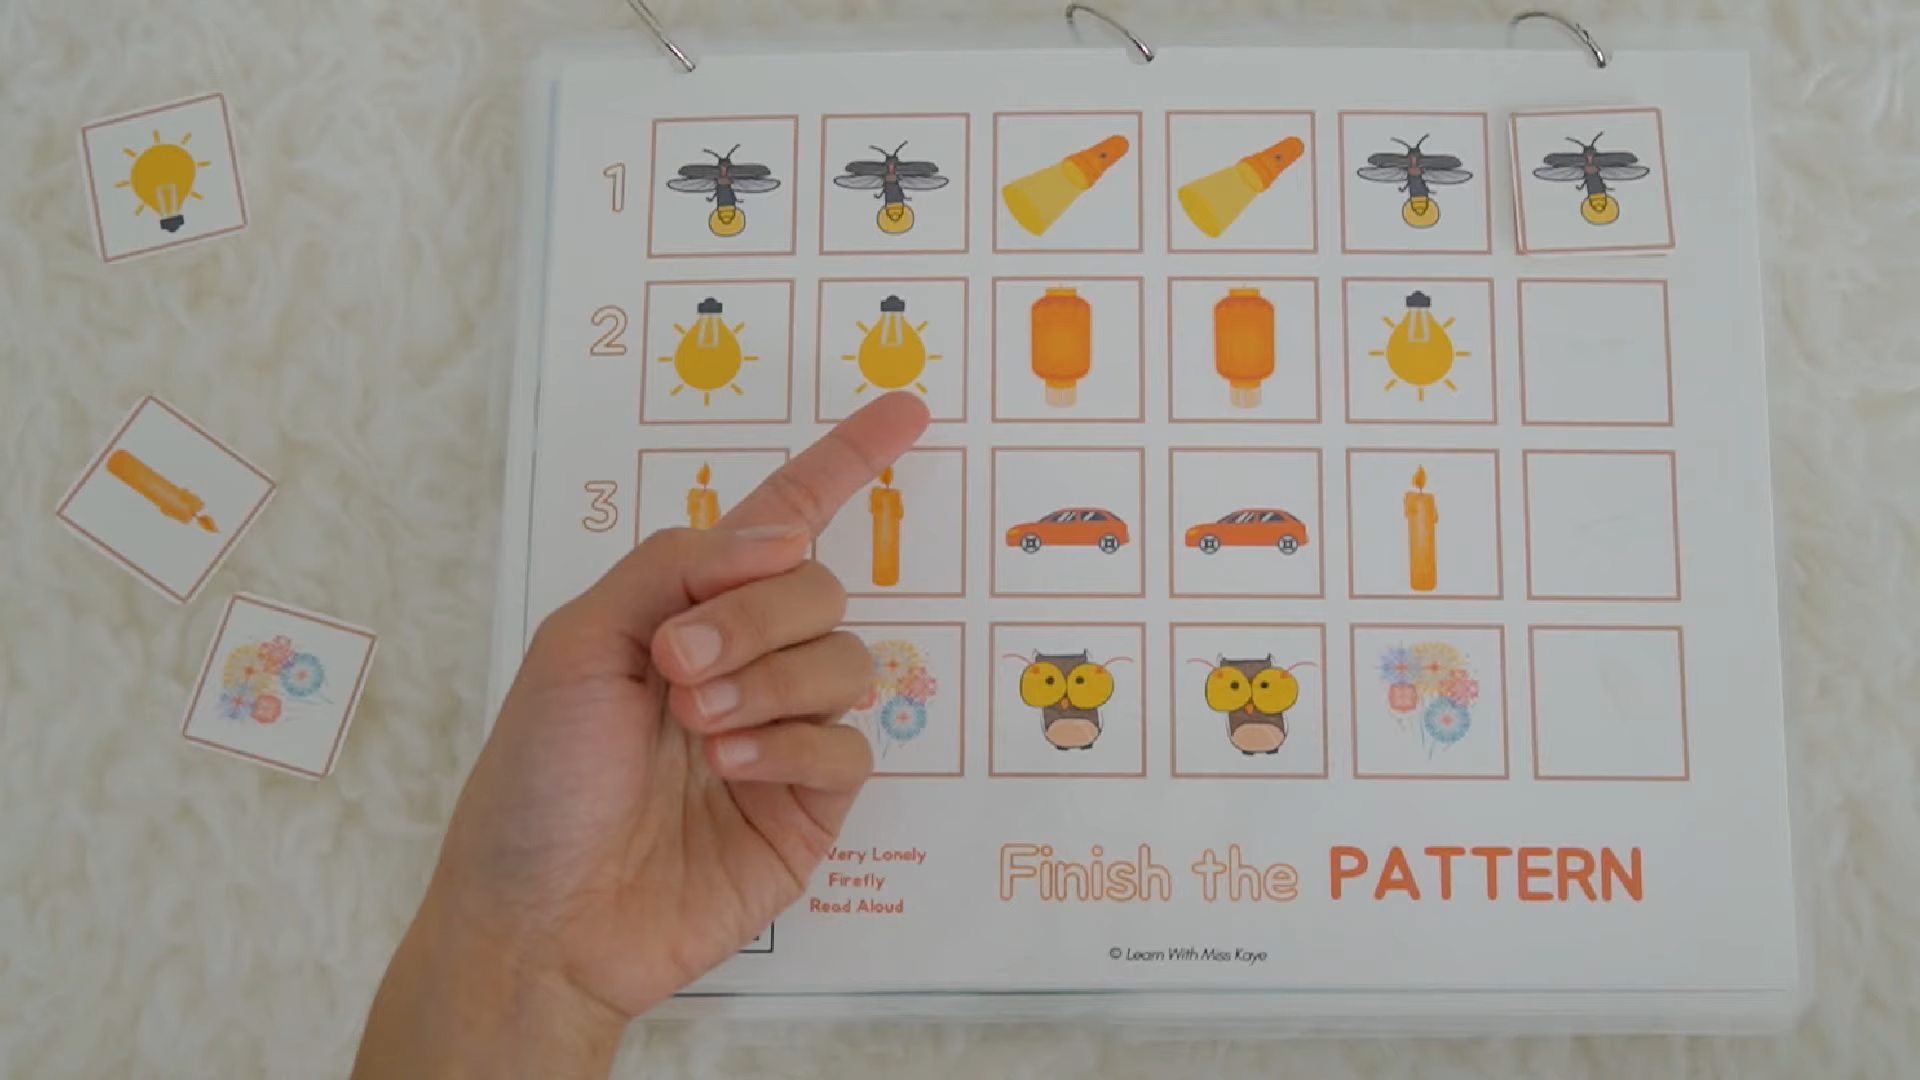 1
2
3
Very Lonely
Firefly
Read Aloud
Finish the PATTERN
© Learn With Miss Kaye